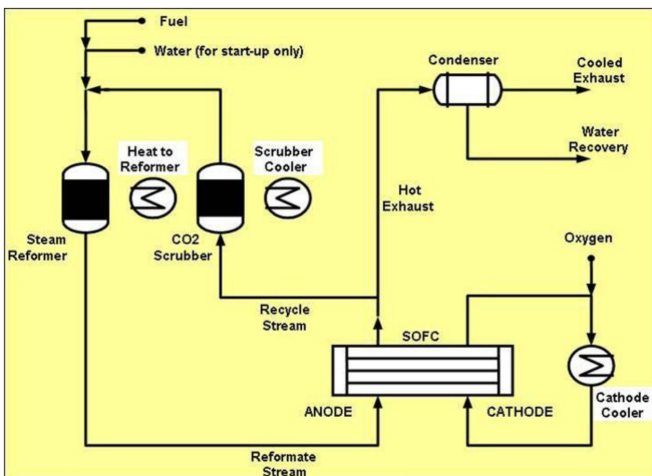 Fuel
Water (for start-up only)
Condenser
Cooled
Exhaust
Water
Recovery
Heat to
Reformer
Scrubber
Cooler
Hot
Exhaust
Steam
Reformer
CO2
Scrubber
Oxygen
Recycle
Stream
SOFC
ANODE
CATHODE
Cathode
Cooler
Reformate
Stream